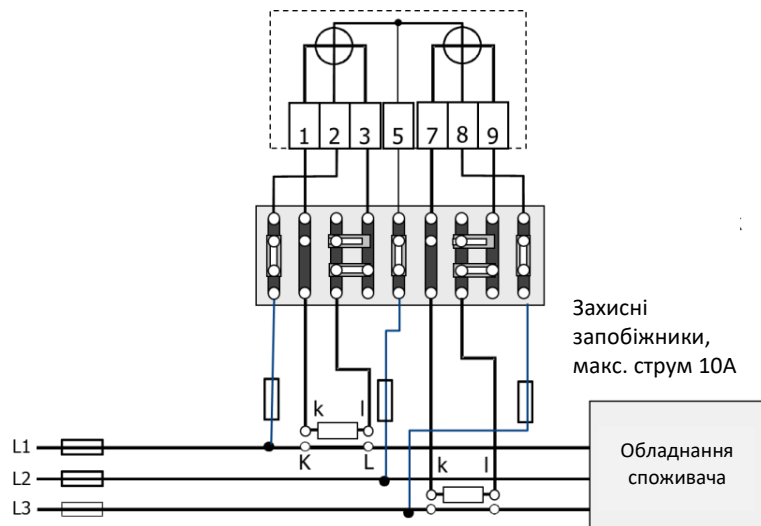 1 2 3 5 7 8 9
Захисні
запобіжники,
макс. струм 10А
k l
L1
K L
Обладнання
споживача
L2
k l
L3